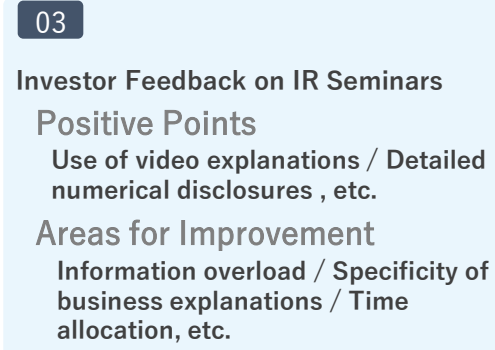 03
Investor Feedback on IR Seminars
Positive Points
Use of video explanations / Detailed
numerical disclosures , etc.
Areas for Improvement
Information overload / Specificity of
business explanations / Time
allocation, etc.